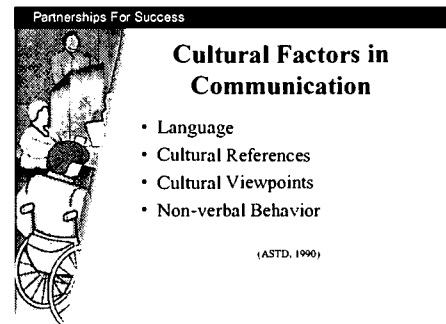 Partnerships For Success
Cultural Factors in
Communication
• Language
• Cultural References
• Cultural Viewpoints
• Non-verbal Behavior
(ASTD, 1990)